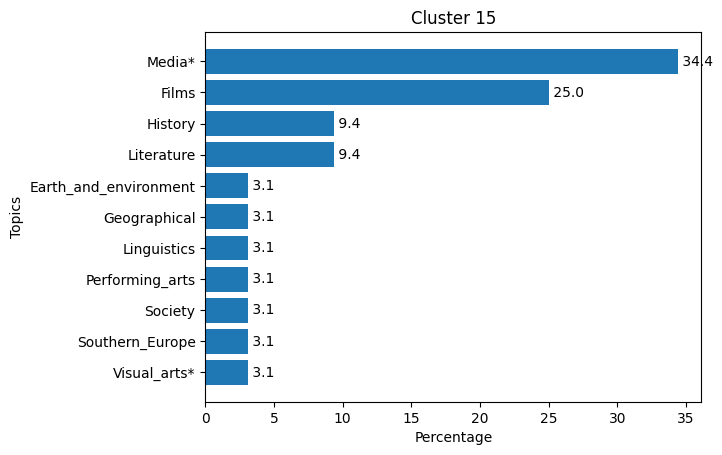 Cluster 15
Media* 34.4
Films 25.0
History 9.4
Literature 9.4
Earth_and_environment 3.1
Geographical 3.1
Linguistics 3.1
Performing_arts 3.1
Society 3.1
Southern_Europe 3.1
Visual_arts* 3.1
Topics
0 5 10 15 20 25 30 35
Percentage